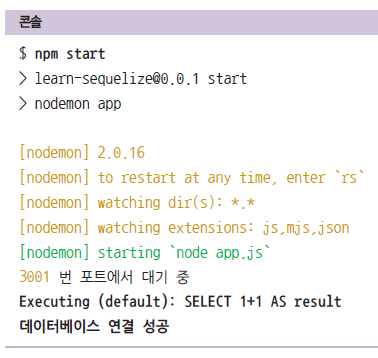 콘솔
$ npm start
> learn-sequelize@0.0.1 start
> nodemon app
[nodemon] 2.0.16
[nodemon] to restart at any time, enter `rs`
[nodemon] watching dir(s): *.*
[nodemon] watching extensions: js,mjs,json
[nodemon] starting `node app.js`
3001 번 포트에서 대기 중
Executing (default): SELECT 1+1 AS result
데이터베이스 연결 성공